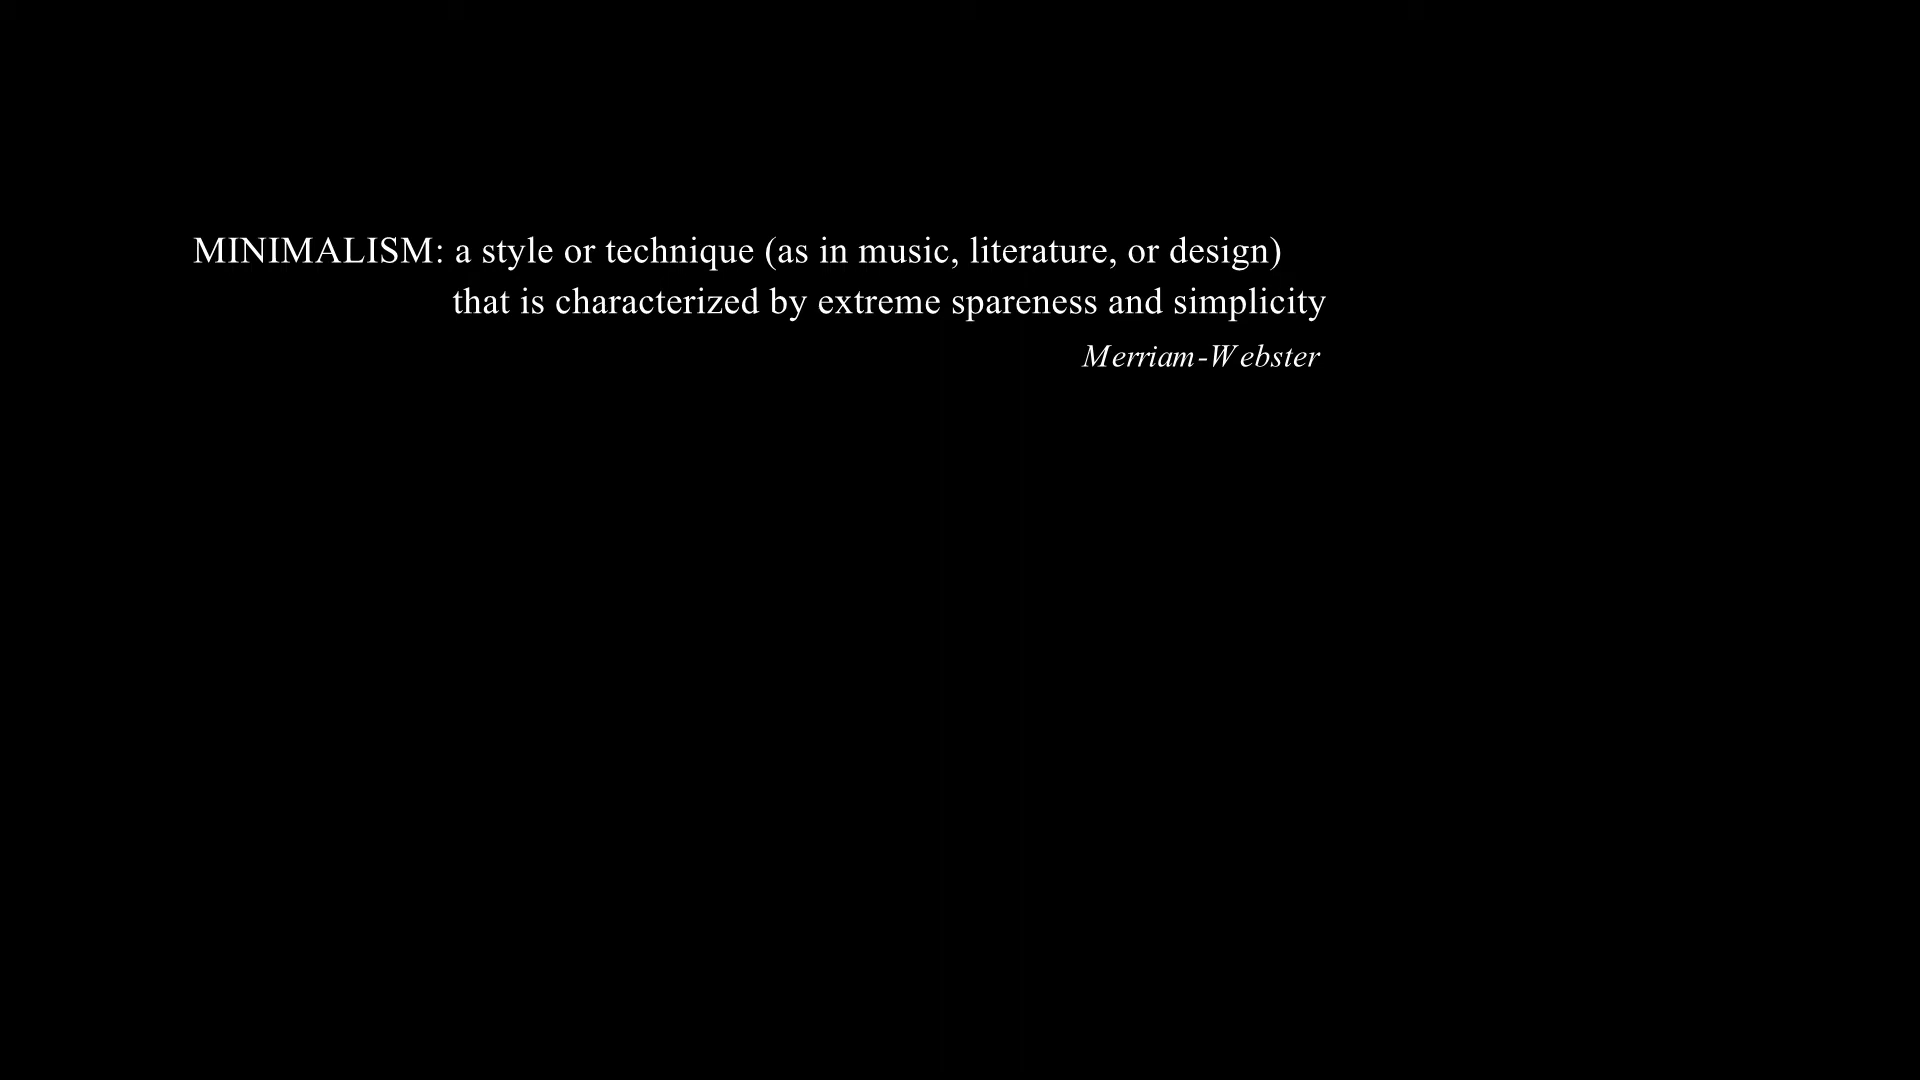 MINIMALISM: a style or technique (as in music, literature, or design)
that is characterized by extreme spareness and simplicity
Merriam-Webster